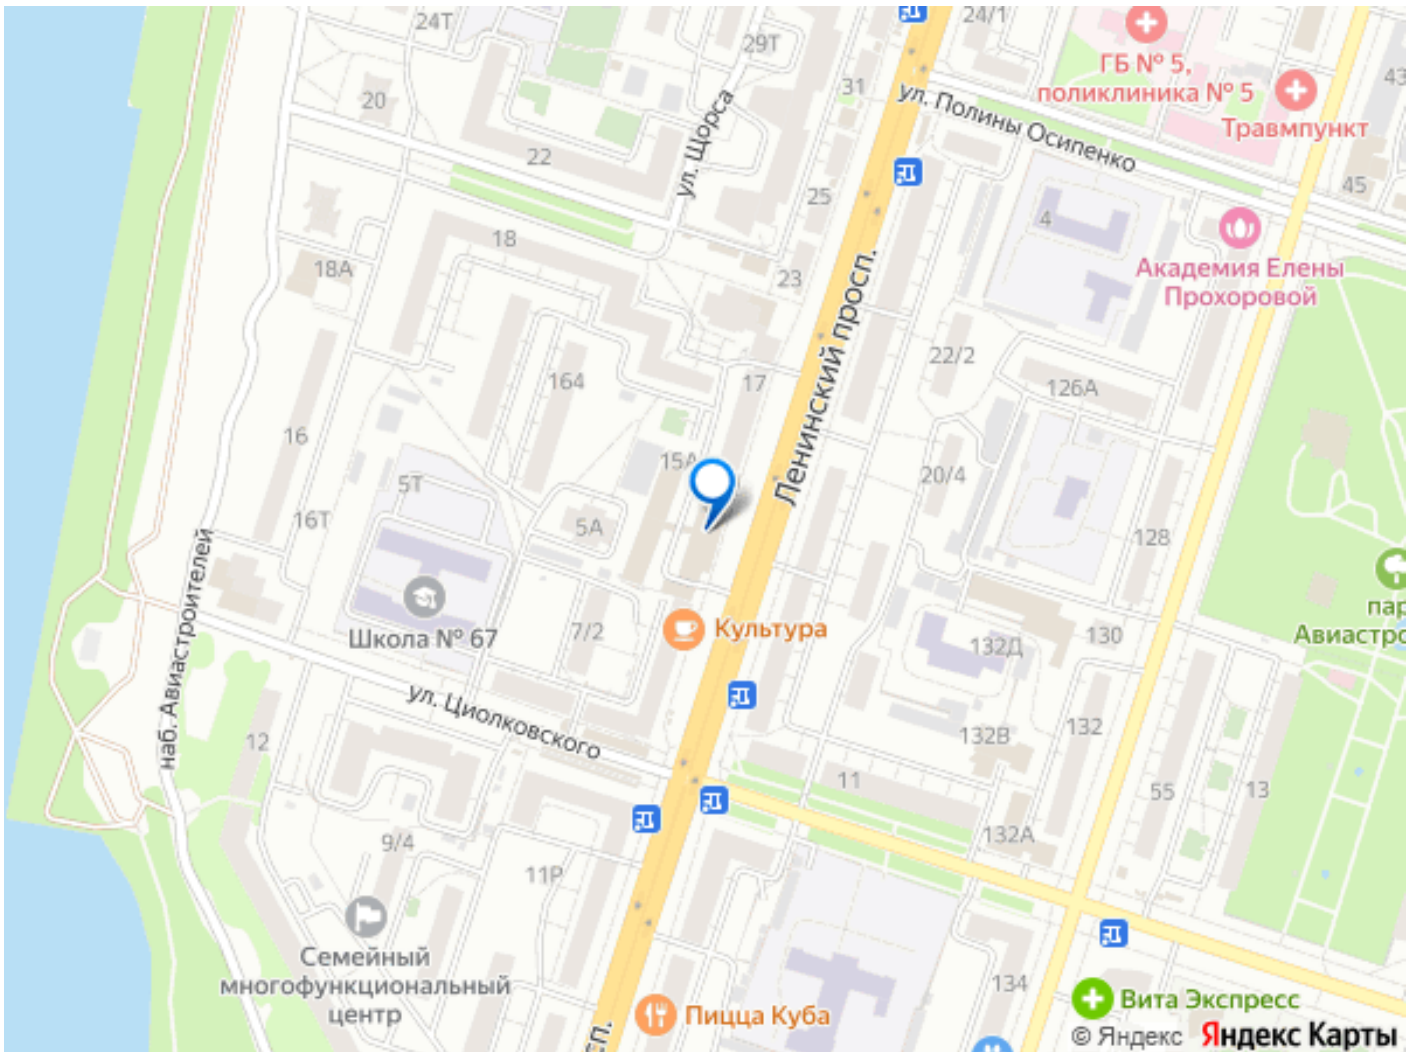 24Т
24/1
29Т
31
ГБ № 5,
поликлиника № 5
43
20
ул. Полины Осипенко
Травмпункт
22
ул. Щорса
25
4
45
18
18А
23
Академия Елены
Прохоровой
Ленинский просп.
164
17
22/2
126А
16
15А
20/4
5Т
16Т
5А
128
наб. Авиастроителей
Школа № 67
7/2
Культура
132Д
130
пар
Авиастро
ул. Циолковского
12
132В
132
11
55
13
9/4
132А
11Р
Семейный
многофункциональный
центр
134
Вита Экспресс
Пицца Куба
сп.
© Яндекс Яндекс Карты